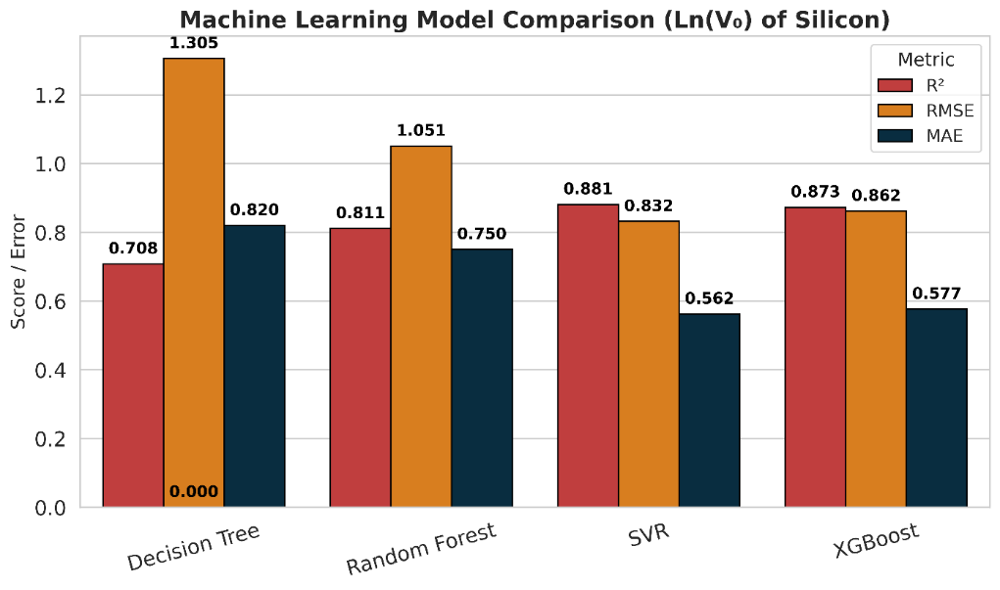 Machine Learning Model Comparison (Ln(V₀) of Silicon)
Score / Error
1.2
1.0
0.8
0.6
0.4
0.2
0.0
Metric
R²
RMSE
MAE
0.708
1.305
0.820
0.000
0.811
1.051
0.750
0.881
0.832
0.562
0.873
0.862
0.577
Decision Tree
Random Forest
SVR
XGBoost